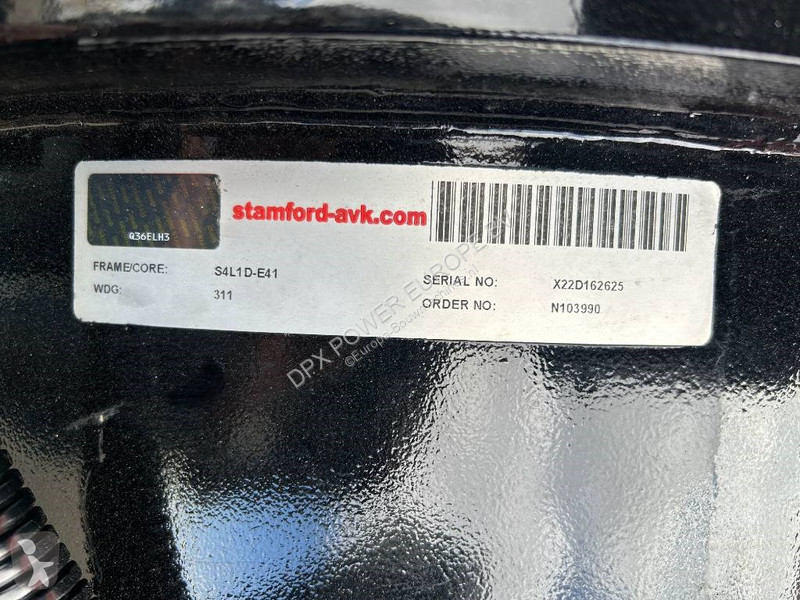 Q36ELH3
stamford-avk.com
FRAME/CORE: S4L1D-E41
WDG: 311
SERIAL NO: X22D162625
ORDER NO: N103990
DPX POWER EUROPE B